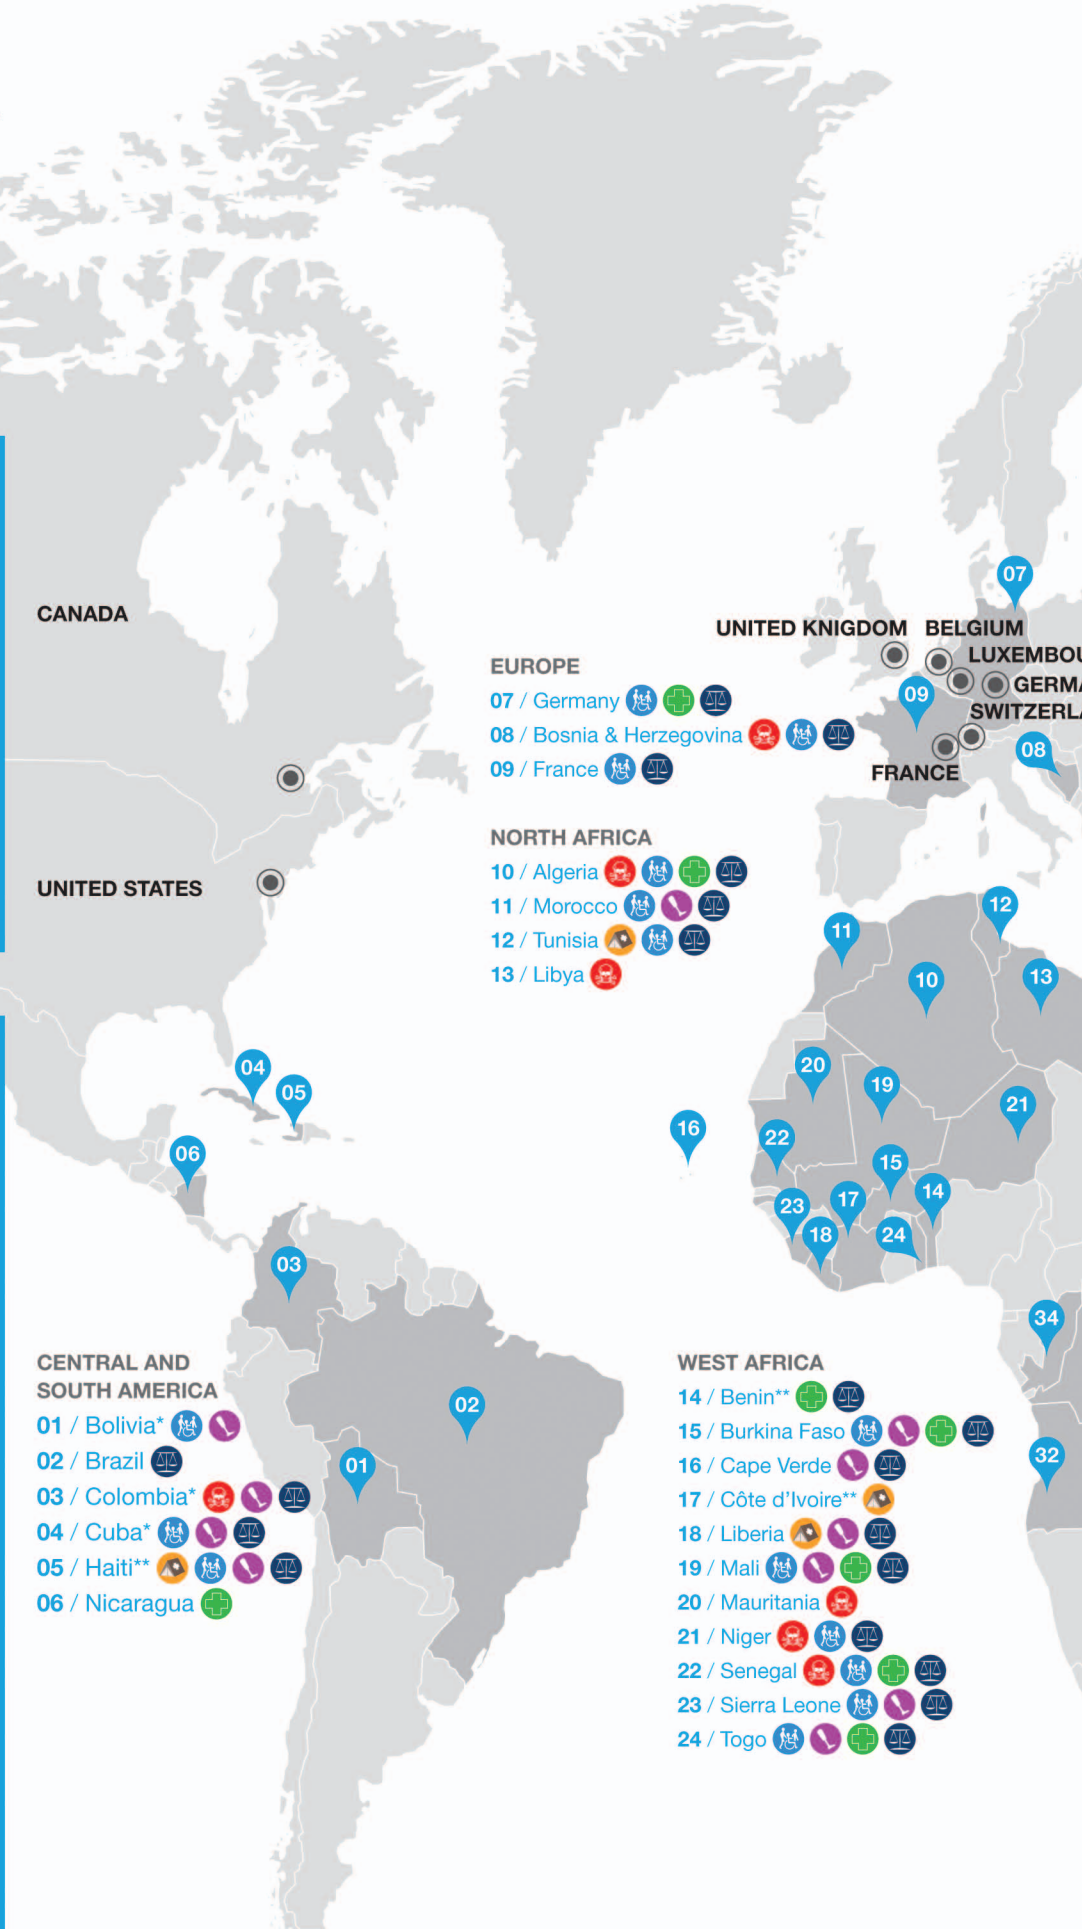 CANADA
UNITED KNIGDOM
BELGIUM
LUXEMBOU
GERMA
SWITZERLA
FRANCE
UNITED STATES
EUROPE
07 / Germany
08 / Bosnia & Herzegovina
09 / France
NORTH AFRICA
10 / Algeria
11 / Morocco
12 / Tunisia
13 / Libya
07
09
08
12
11
10
13
04
05
06
20
19
21
16
22
15
14
23
17
18
24
03
34
02
01
32
CENTRAL AND
SOUTH AMERICA
01 / Bolivia*
02 / Brazil
03 / Colombia*
04 / Cuba*
05 / Haiti**
06 / Nicaragua
WEST AFRICA
14 / Benin**
15 / Burkina Faso
16 / Cape Verde
17 / Côte d'Ivoire**
18 / Liberia
19 / Mali
20 / Mauritania
21 / Niger
22 / Senegal
23 / Sierra Leone
24 / Togo